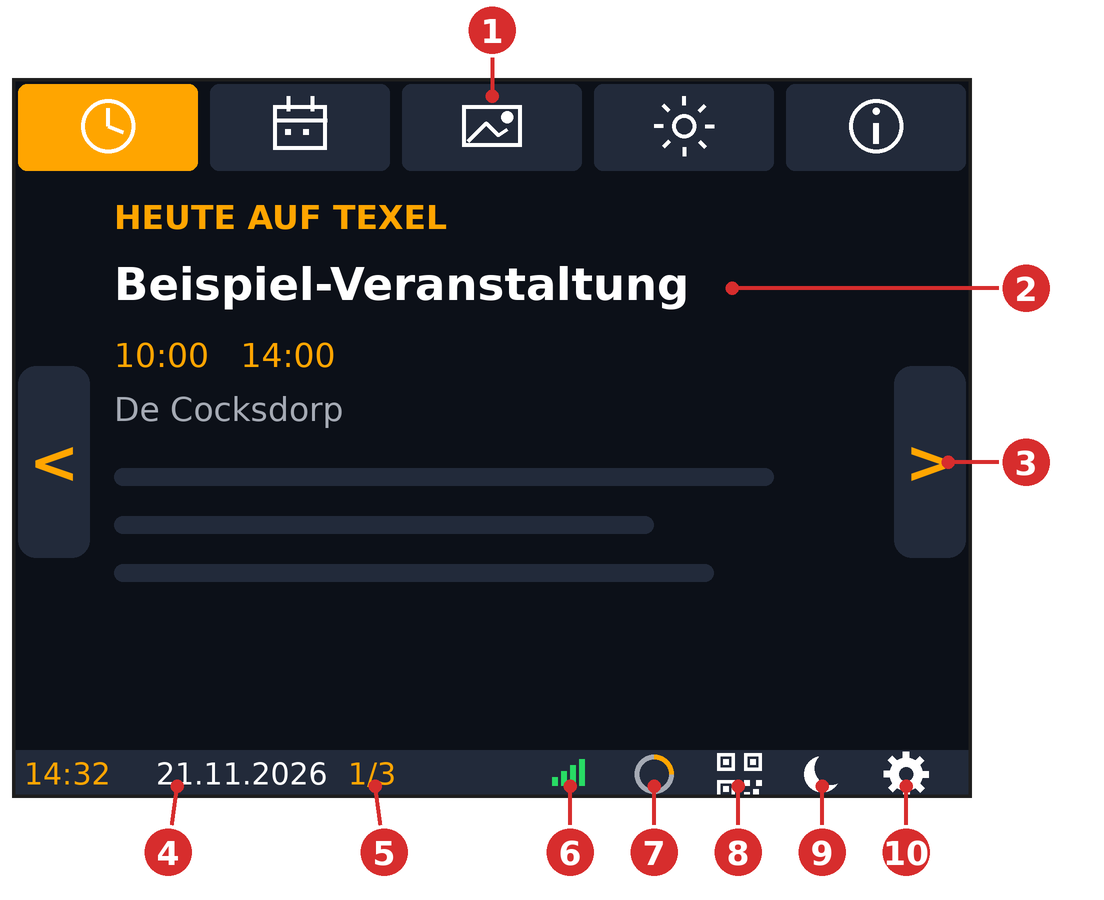 1
HEUTE AUF TEXEL
Beispiel-Veranstaltung
2
10:00 14:00
De Cocksdorp
< > 3
14:32 21.11.2026 1/3
4 5 6 7 8 9 10